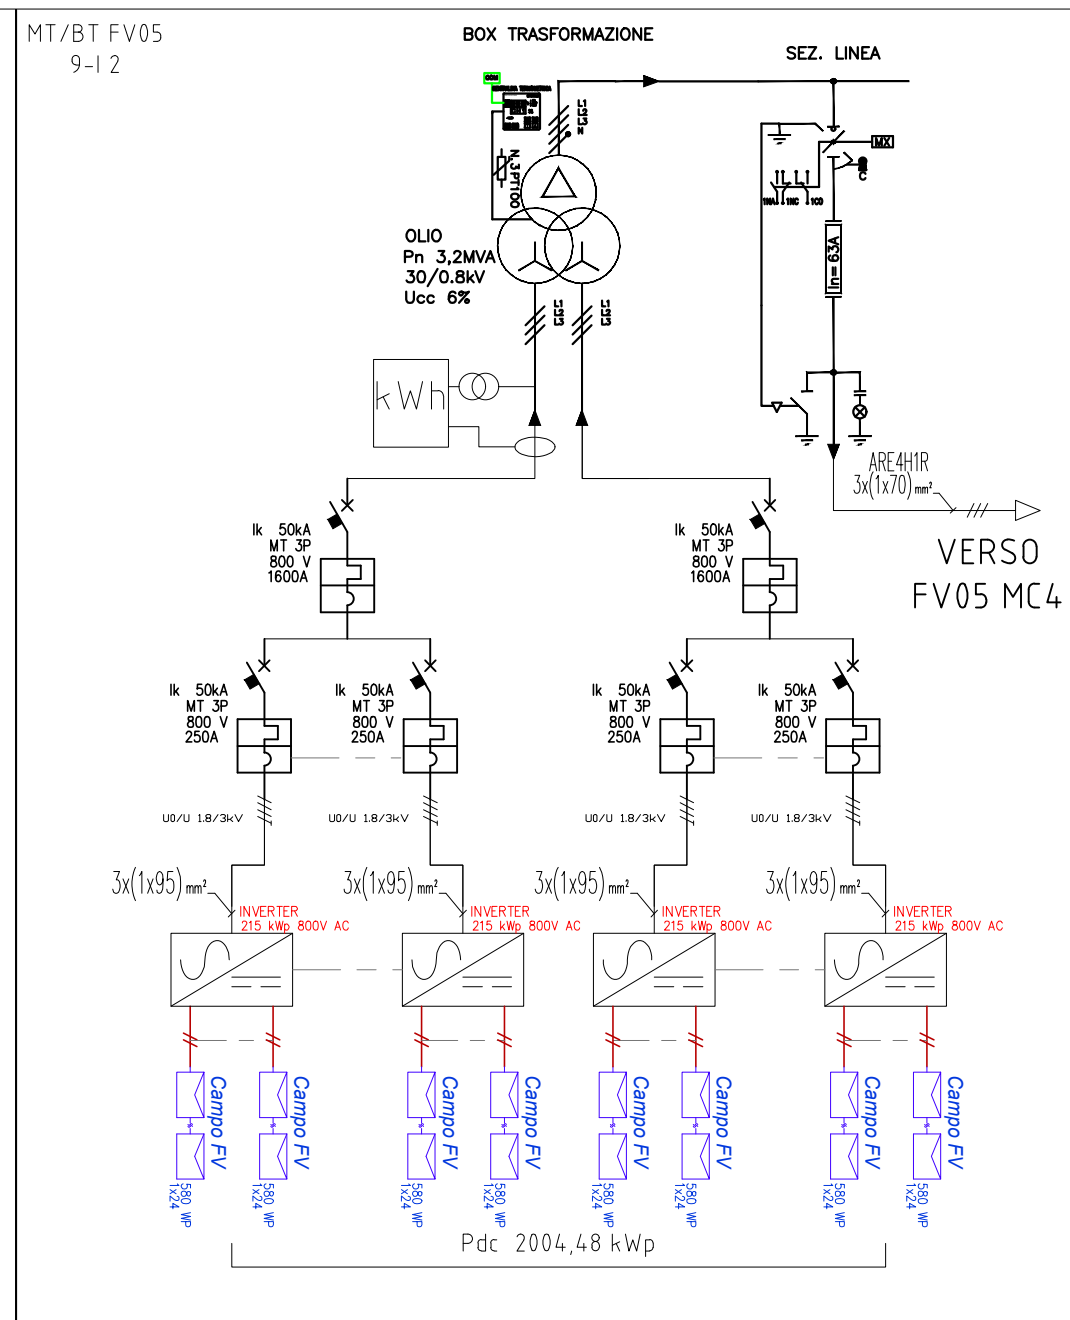 MT/BT FV05
9-12
BOX TRASFORMAZIONE
SEZ. LINEA
COM
L1
L2
L3
N
N.3PT100
MX
C
1NA
1NC
1CO
In=63A
OLIO
Pn 3,2MVA
30/0.8kV
Ucc 6%
L1
L2
L3
L1
L2
L3
kWh
ARE4H1R
3x(1x70)mm²
VERSO
FV05 MC4
Ik 50kA
MT 3P
800 V
1600A
Ik 50kA
MT 3P
800 V
1600A
Ik 50kA
MT 3P
800 V
250A
Ik 50kA
MT 3P
800 V
250A
Ik 50kA
MT 3P
800 V
250A
Ik 50kA
MT 3P
800 V
250A
U0/U 1.8/3kV
U0/U 1.8/3kV
U0/U 1.8/3kV
U0/U 1.8/3kV
3x(1x95)mm²
3x(1x95)mm²
3x(1x95)mm²
3x(1x95)mm²
INVERTER
215 kWp 800V AC
INVERTER
215 kWp 800V AC
INVERTER
215 kWp 800V AC
INVERTER
215 kWp 800V AC
Campo FV
580 WP
1x24
Campo FV
580 WP
1x24
Campo FV
580 WP
1x24
Campo FV
580 WP
1x24
Campo FV
580 WP
1x24
Campo FV
580 WP
1x24
Campo FV
580 WP
1x24
Campo FV
580 WP
1x24
Pdc 2004,48 kWp